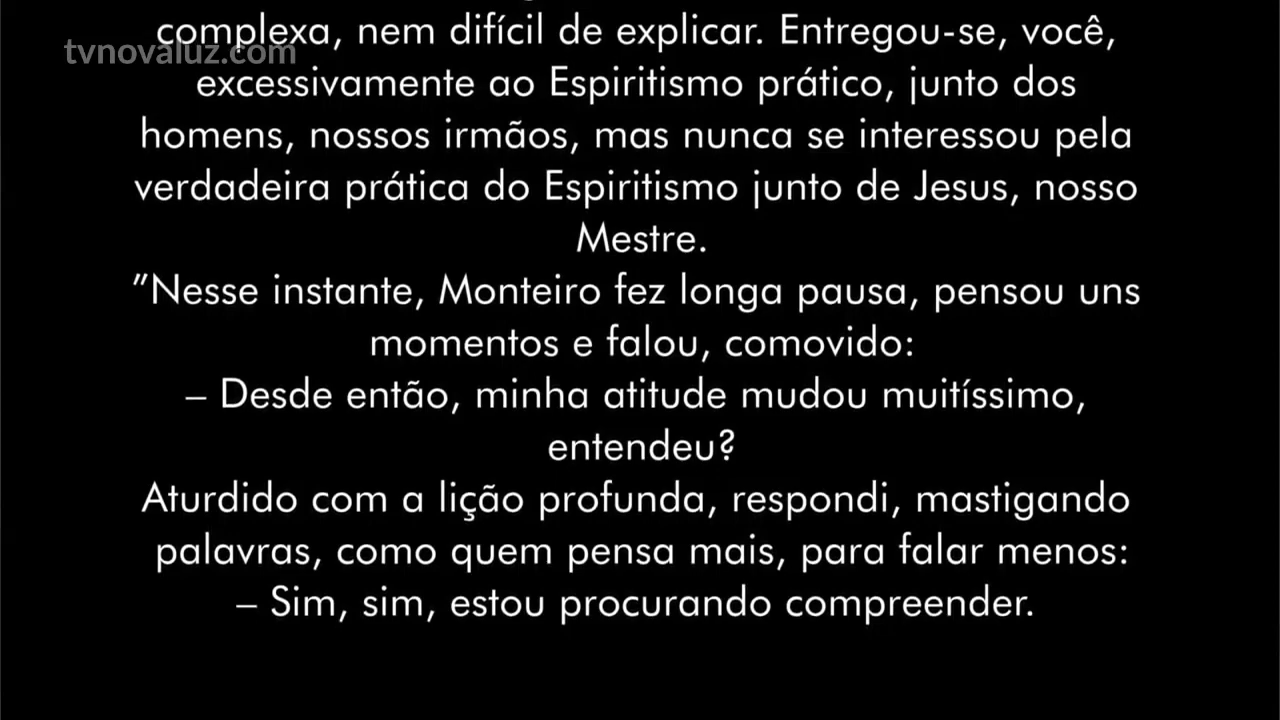 complexa, nem difícil de explicar. Entregou-se, você,
tvnovaluz.com
excessivamente ao Espiritismo prático, junto dos
homens, nossos irmãos, mas nunca se interessou pela
verdadeira prática do Espiritismo junto de Jesus, nosso
Mestre.
"Nesse instante, Monteiro fez longa pausa, pensou uns
momentos e falou, comovido:
– Desde então, minha atitude mudou muitíssimo,
entendeu?
Aturdido com a lição profunda, respondi, mastigando
palavras, como quem pensa mais, para falar menos:
– Sim, sim, estou procurando compreender.